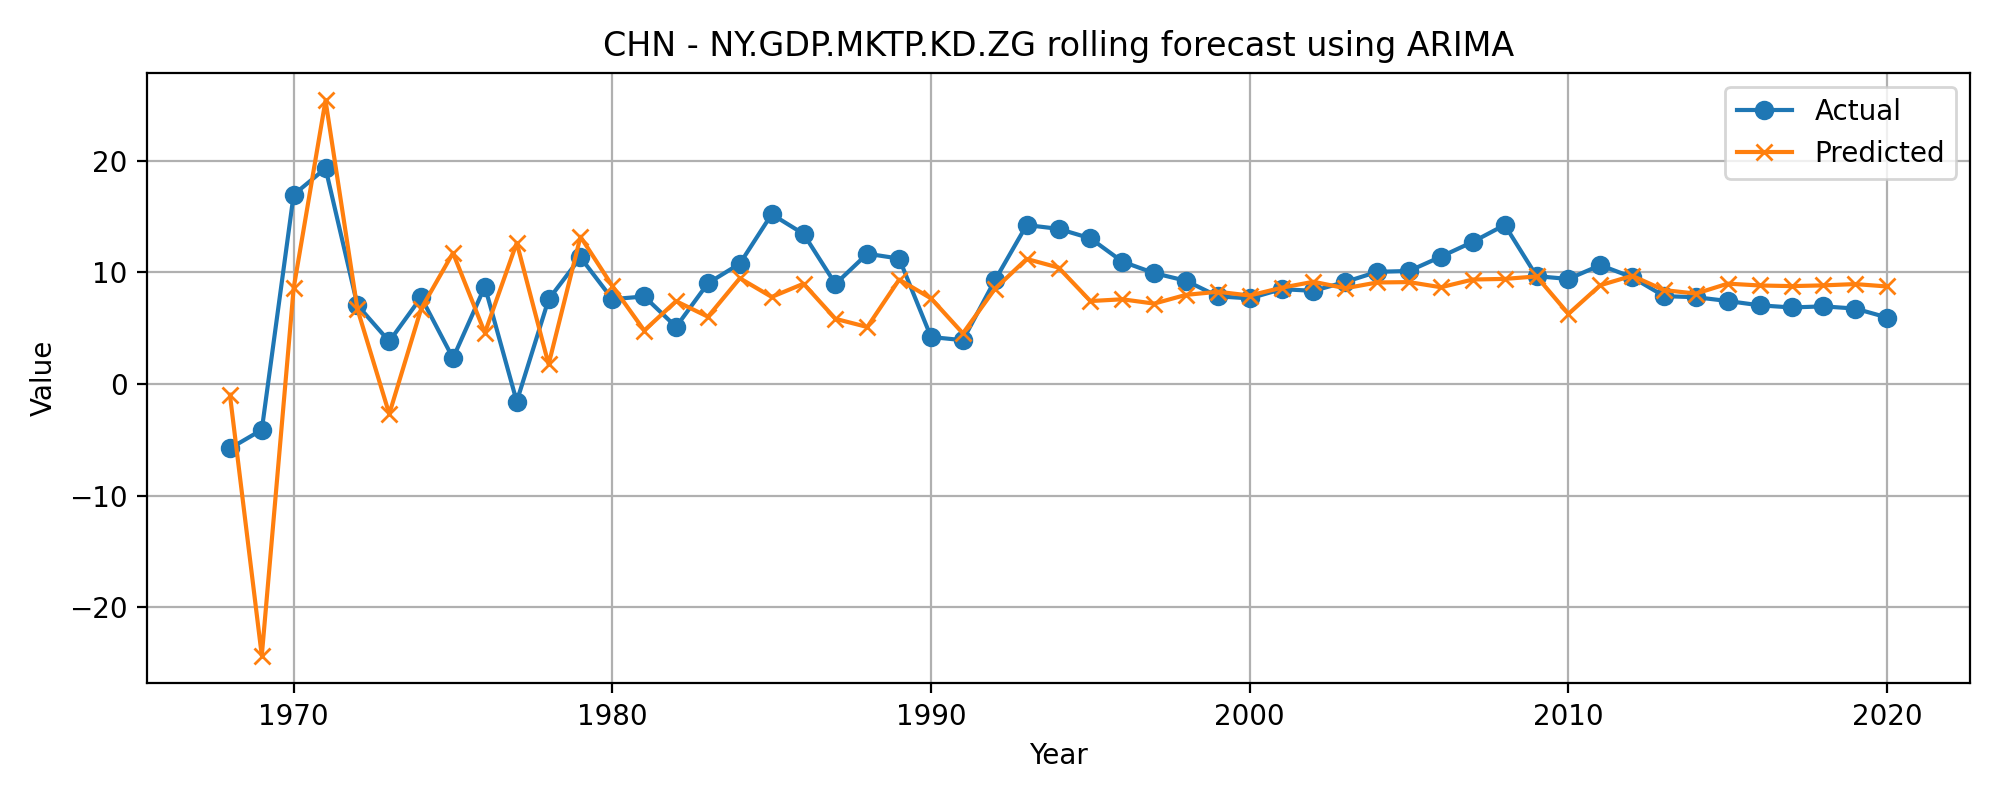 CHN - NY.GDP.MKTP.KD.ZG rolling forecast using ARIMA
Actual
Predicted
Value
20
10
0
−10
−20
1970 1980 1990 2000 2010 2020
Year